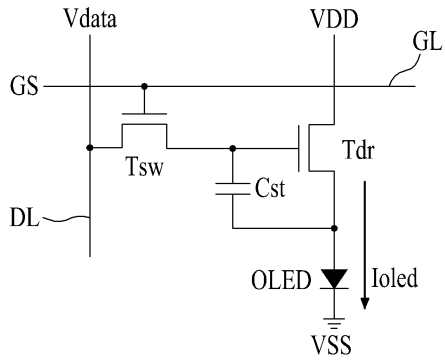 Vdata
VDD
GL
GS
Tsw
Tdr
Cst
DL
OLED
Ioled
VSS